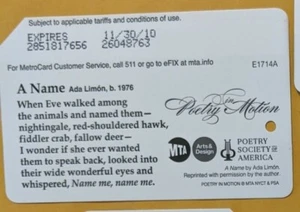 Subject to applicable tariffs and conditions of use.
EXPIRES 11/30/10
2851817656 26048763
For MetroCard Customer Service, call 511 or go to eFIX at mta.info E1714A
A Name Ada Limón, b. 1976
When Eve walked among
the animals and named them—
nightingale, red-shouldered hawk,
fiddler crab, fallow deer—
I wonder if she ever wanted
them to speak back, looked into
their wide wonderful eyes and
whispered, Name me, name me.
Poetry in Motion
MTA Arts & Design
POETRY SOCIETY OF AMERICA
A Name by Ada Limón.
Reprinted with permission by the author.
POETRY IN MOTION ® MTA NYCT & PSA